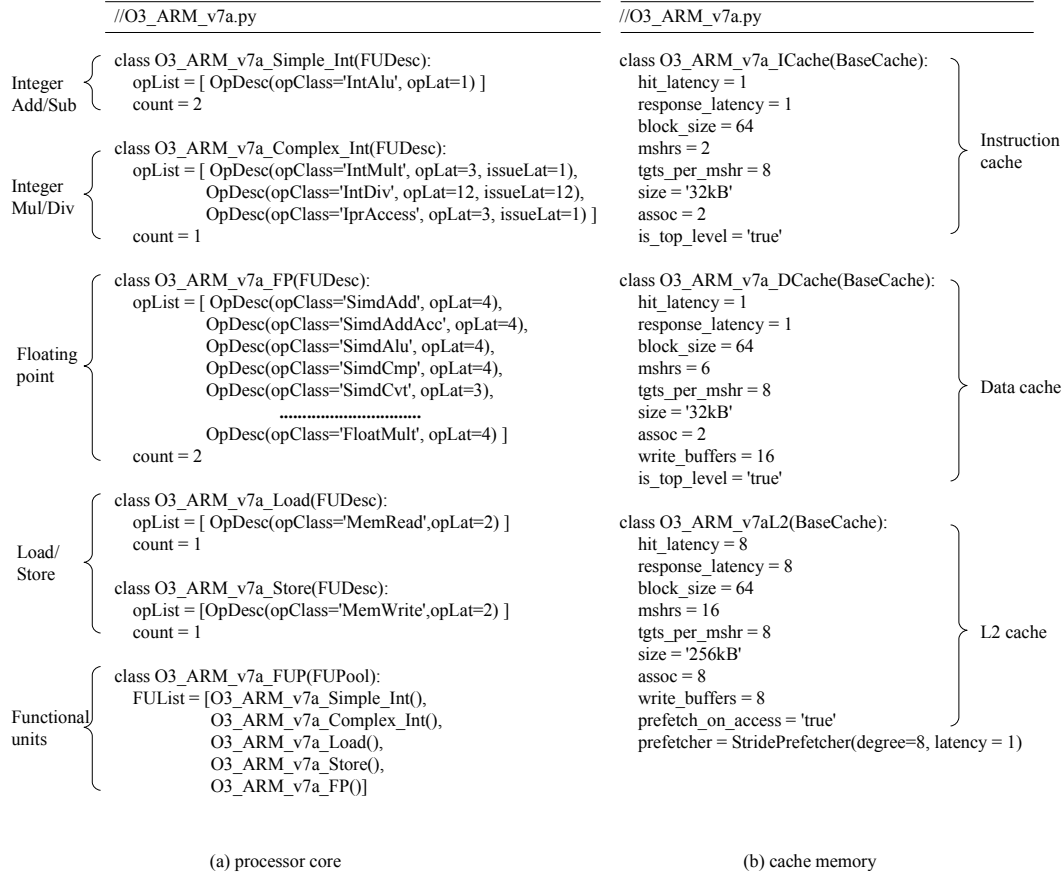 //O3_ARM_v7a.py
Integer
Add/Sub
class O3_ARM_v7a_Simple_Int(FUDesc):
opList = [ OpDesc(opClass='IntAlu', opLat=1) ]
count = 2
Integer
Mul/Div
class O3_ARM_v7a_Complex_Int(FUDesc):
opList = [ OpDesc(opClass='IntMult', opLat=3, issueLat=1),
OpDesc(opClass='IntDiv', opLat=12, issueLat=12),
OpDesc(opClass='IprAccess', opLat=3, issueLat=1) ]
count = 1
Floating
point
class O3_ARM_v7a_FP(FUDesc):
opList = [ OpDesc(opClass='SimdAdd', opLat=4),
OpDesc(opClass='SimdAddAcc', opLat=4),
OpDesc(opClass='SimdAlu', opLat=4),
OpDesc(opClass='SimdCmp', opLat=4),
OpDesc(opClass='SimdCvt', opLat=3),
...............................
OpDesc(opClass='FloatMult', opLat=4) ]
count = 2
Load/
Store
class O3_ARM_v7a_Load(FUDesc):
opList = [ OpDesc(opClass='MemRead',opLat=2) ]
count = 1
class O3_ARM_v7a_Store(FUDesc):
opList = [OpDesc(opClass='MemWrite',opLat=2) ]
count = 1
Functional
units
class O3_ARM_v7a_FUP(FUPool):
FUList = [O3_ARM_v7a_Simple_Int(),
O3_ARM_v7a_Complex_Int(),
O3_ARM_v7a_Load(),
O3_ARM_v7a_Store(),
O3_ARM_v7a_FP()]
(a) processor core
//O3_ARM_v7a.py
class O3_ARM_v7a_ICache(BaseCache):
hit_latency = 1
response_latency = 1
block_size = 64
mshrs = 2
tgts_per_mshr = 8
size = '32kB'
assoc = 2
is_top_level = 'true'
Instruction
cache
class O3_ARM_v7a_DCache(BaseCache):
hit_latency = 1
response_latency = 1
block_size = 64
mshrs = 6
tgts_per_mshr = 8
size = '32kB'
assoc = 2
write_buffers = 16
is_top_level = 'true'
Data cache
class O3_ARM_v7aL2(BaseCache):
hit_latency = 8
response_latency = 8
block_size = 64
mshrs = 16
tgts_per_mshr = 8
size = '256kB'
assoc = 8
write_buffers = 8
prefetch_on_access = 'true'
prefetcher = StridePrefetcher(degree=8, latency = 1)
L2 cache
(b) cache memory